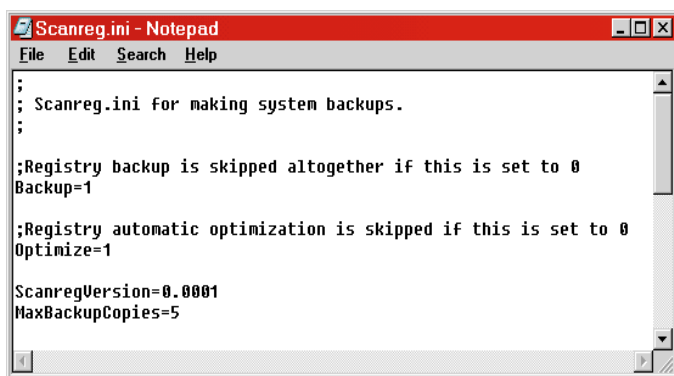 Scanreg.ini - Notepad
File Edit Search Help
;
; Scanreg.ini for making system backups.
;
;Registry backup is skipped altogether if this is set to 0
Backup=1
;Registry automatic optimization is skipped if this is set to 0
Optimize=1
ScanregVersion=0.0001
MaxBackupCopies=5